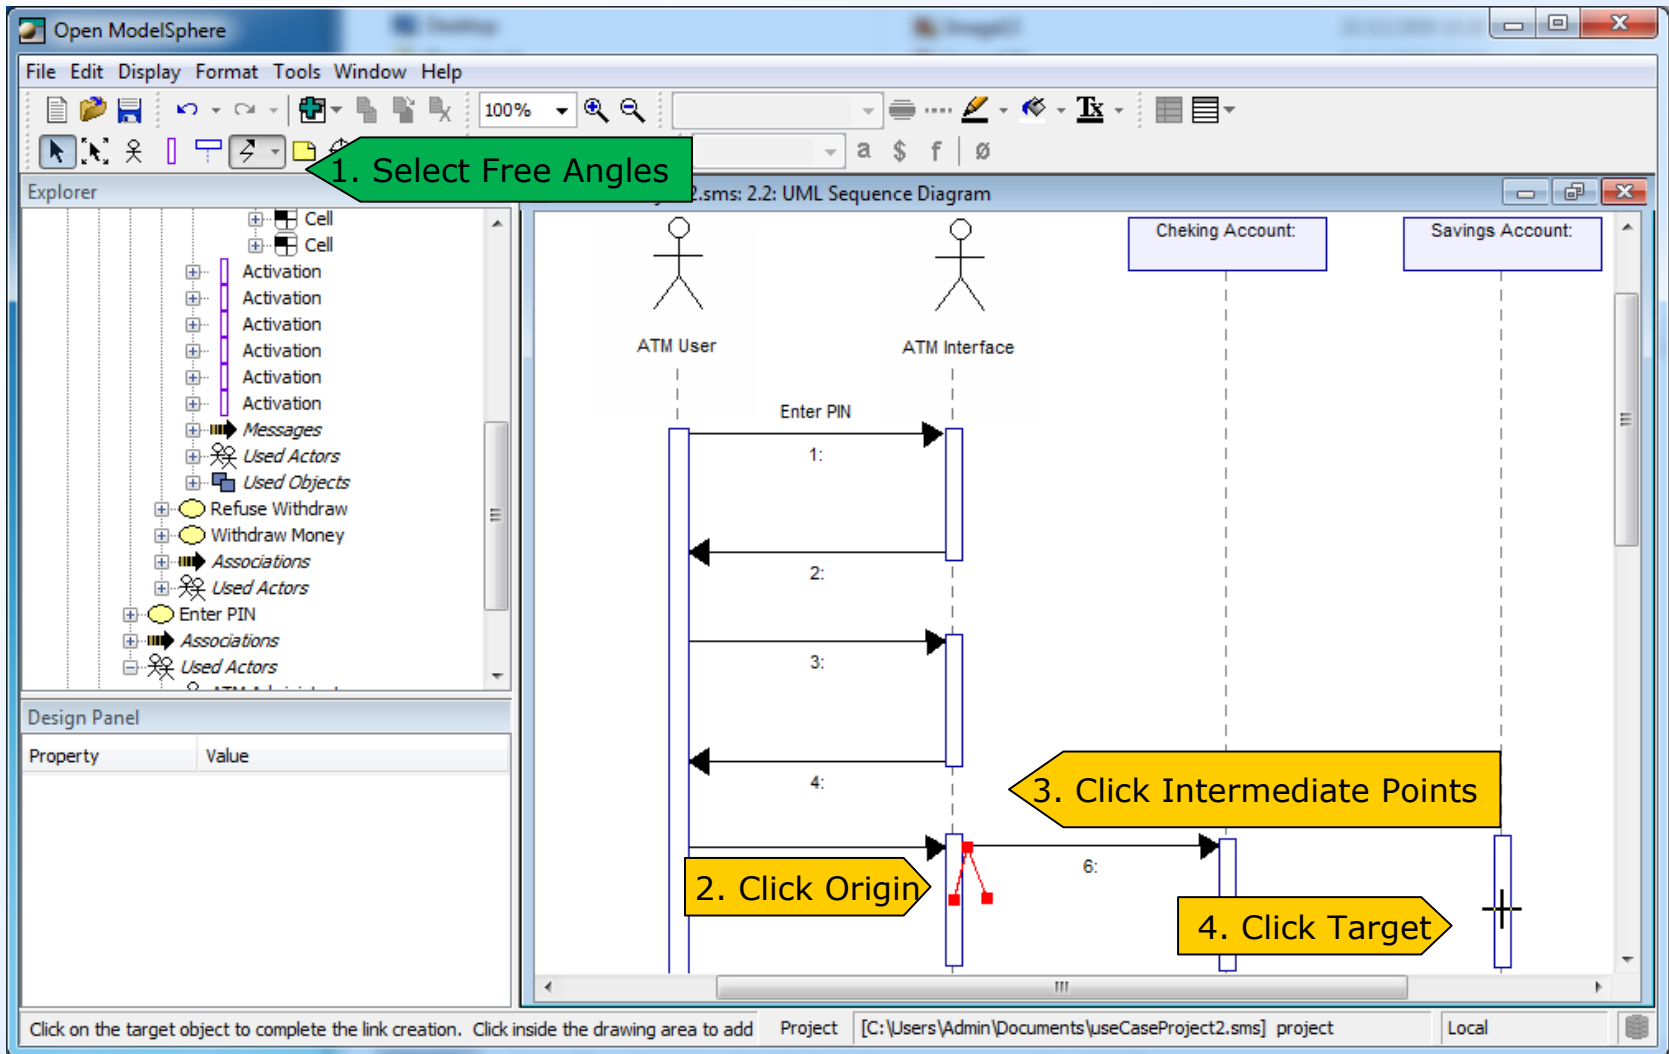 Open ModelSphere
File Edit Display Format Tools Window Help
100%
Tx
a $ f ø
1. Select Free Angles
Explorer
2.sms: 2.2: UML Sequence Diagram
Cell
Cell
Activation
Activation
Activation
Activation
Activation
Activation
Messages
Used Actors
Used Objects
Refuse Withdraw
Withdraw Money
Associations
Used Actors
Enter PIN
Associations
Used Actors
Design Panel
Property Value
Cheking Account:
Savings Account:
ATM User
ATM Interface
Enter PIN
1:
2:
3:
4:
3. Click Intermediate Points
6:
2. Click Origin
4. Click Target
Click on the target object to complete the link creation. Click inside the drawing area to add
Project
[C:\Users\Admin\Documents\useCaseProject2.sms] project
Local